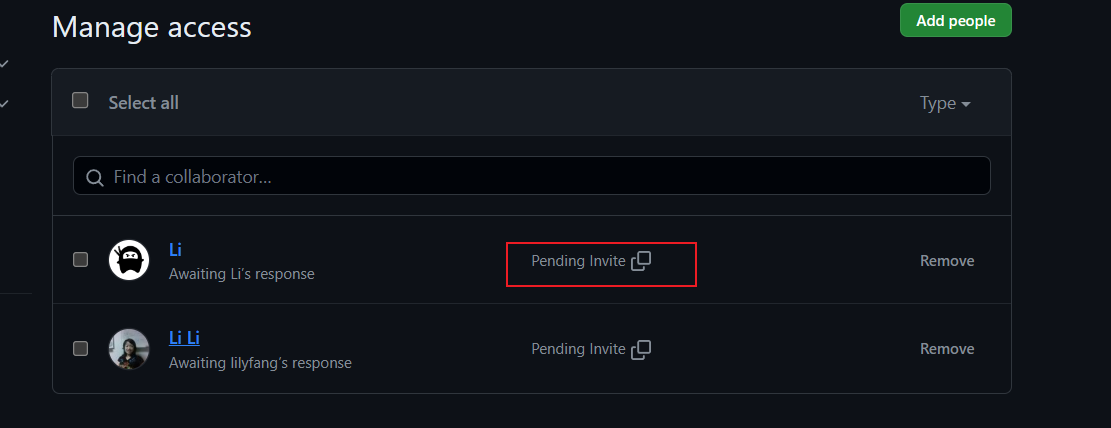 Manage access
Add people
Select all
Type
Find a collaborator...
Li
Awaiting Li's response
Pending Invite
Remove
Li Li
Awaiting lilyfang's response
Pending Invite
Remove